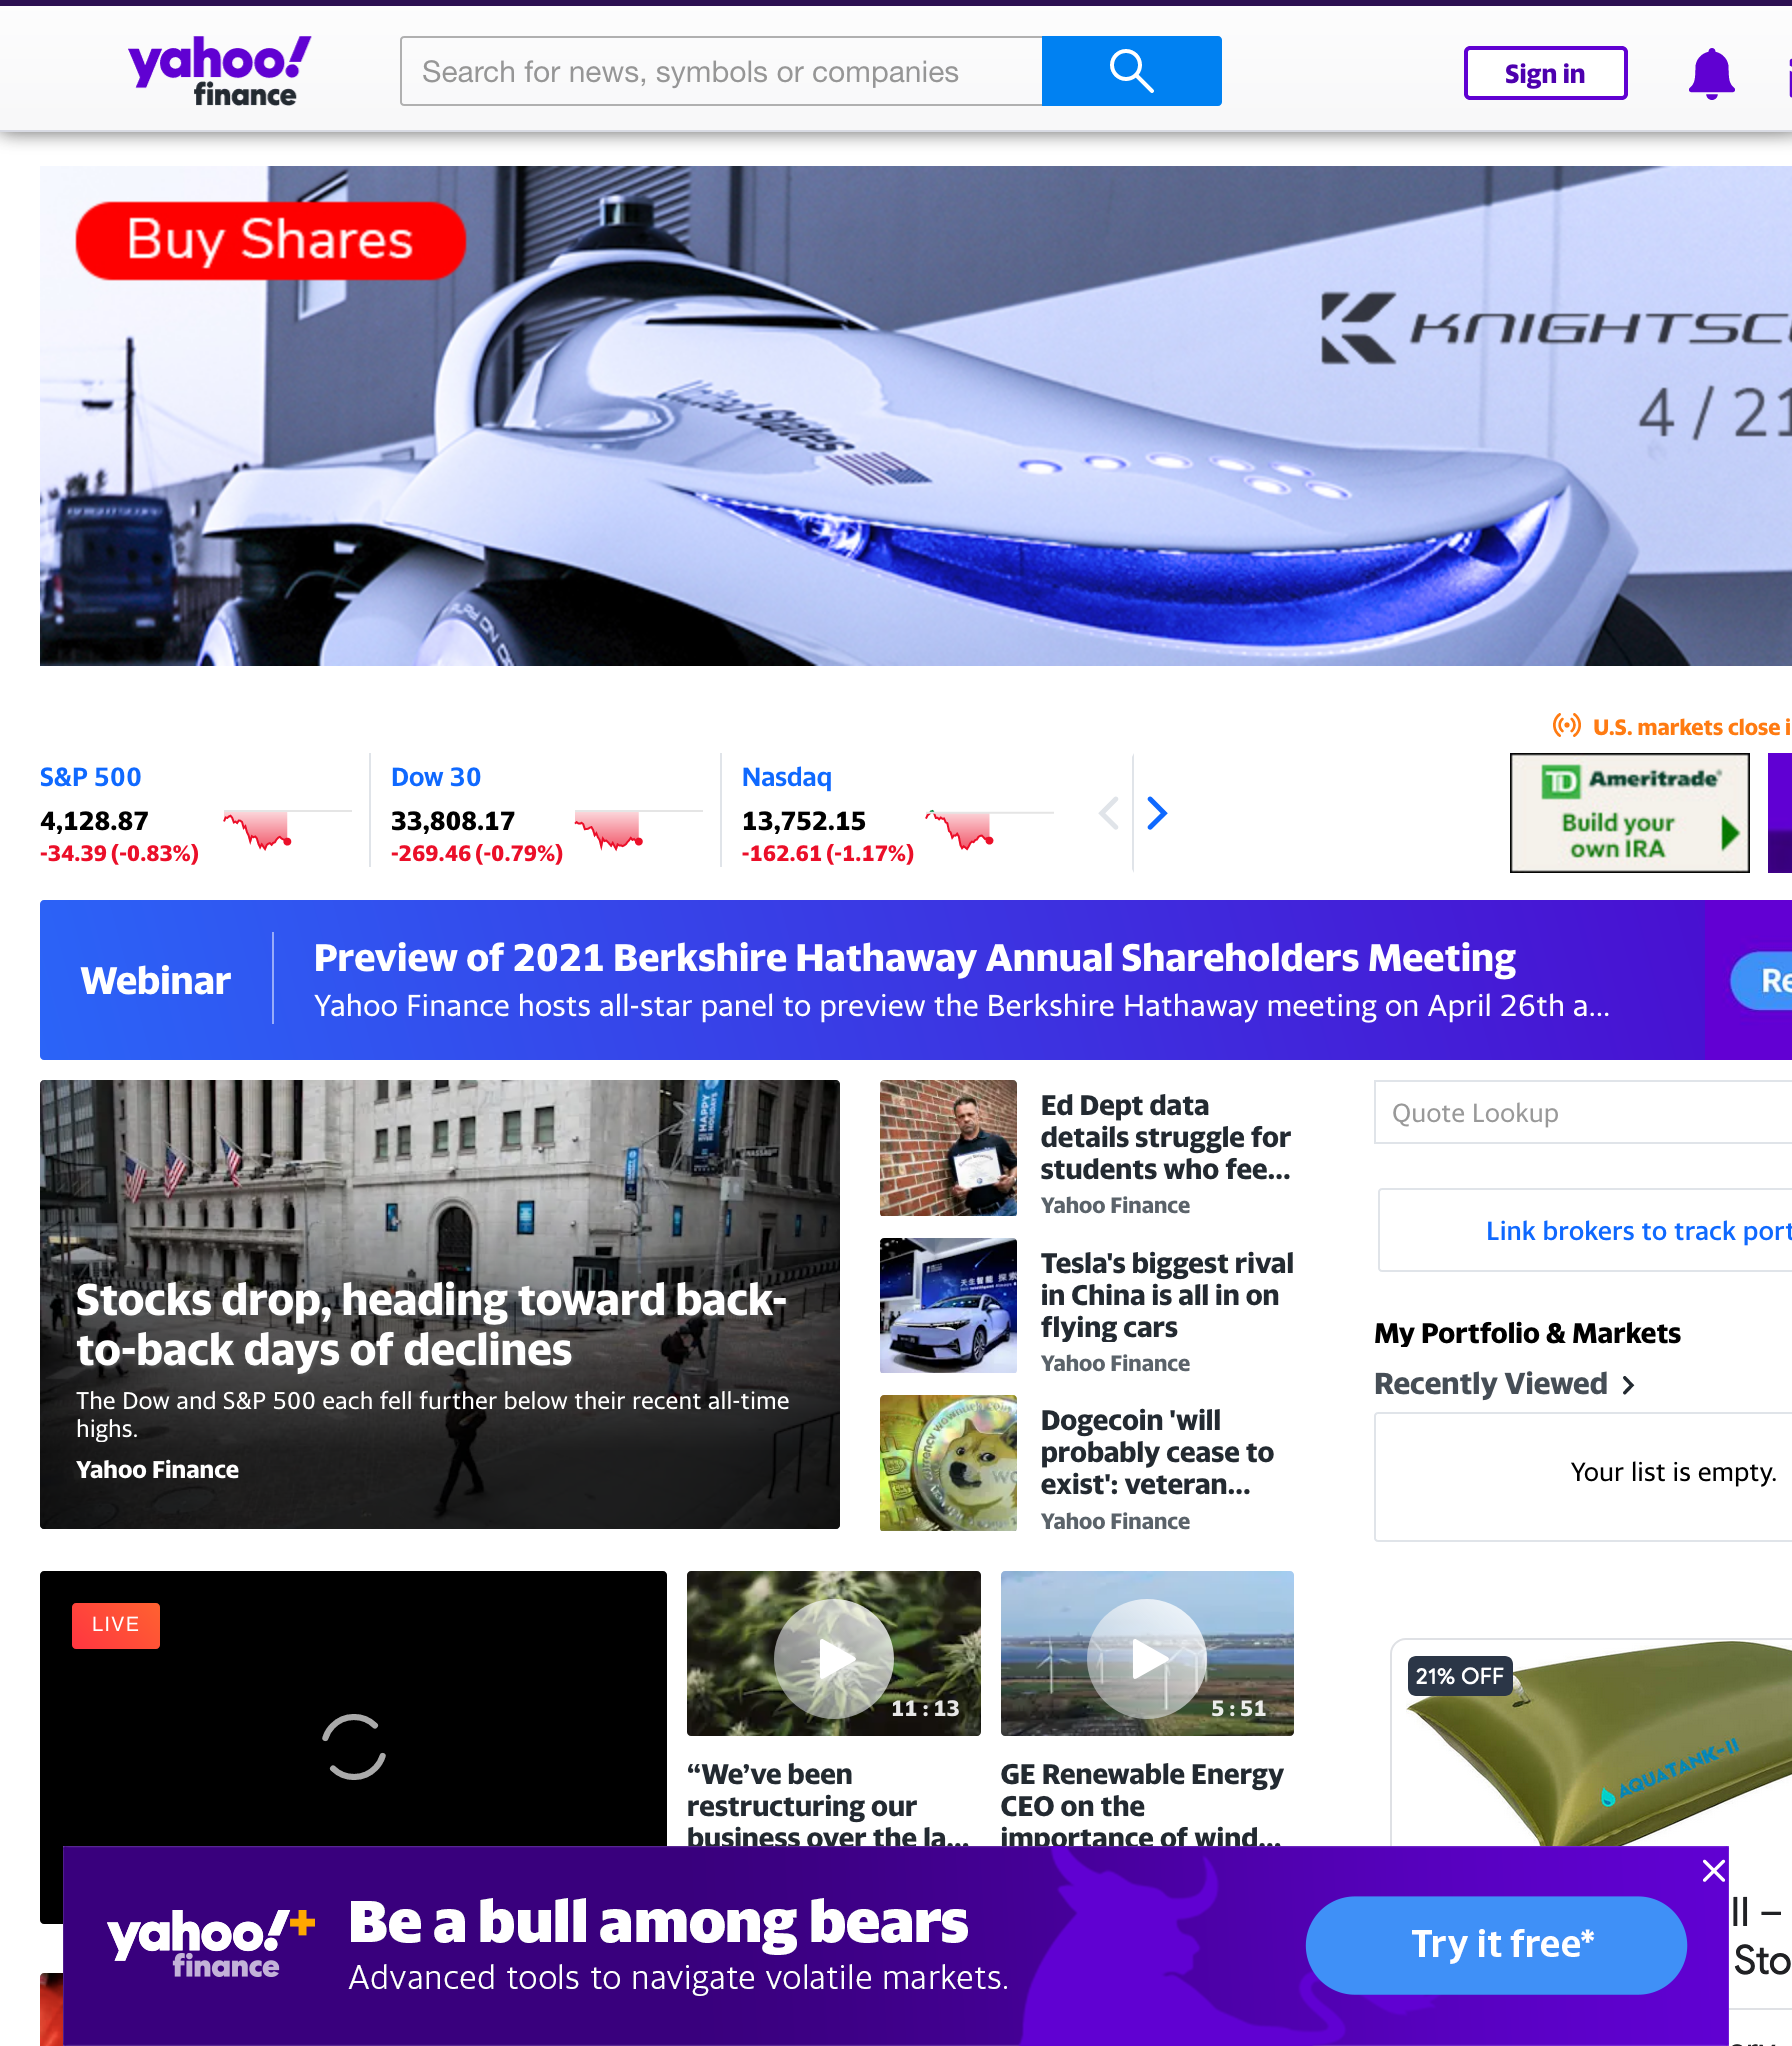 yahoo!
finance
Search for news, symbols or companies
Sign in
Buy Shares
United States
KNIGHTSC
4 / 21
KNIGHTSCOPE
U.S. markets close i
S&P 500
4,128.87
-34.39 (-0.83%)
Dow 30
33,808.17
-269.46 (-0.79%)
Nasdaq
13,752.15
-162.61 (-1.17%)
TD Ameritrade
Build your
own IRA
Webinar
Preview of 2021 Berkshire Hathaway Annual Shareholders Meeting
Yahoo Finance hosts all-star panel to preview the Berkshire Hathaway meeting on April 26th a...
Re
HAPPY HOLIDAYS
Stocks drop, heading toward back-
to-back days of declines
The Dow and S&P 500 each fell further below their recent all-time
highs.
Yahoo Finance
Ed Dept data
details struggle for
students who fee...
Yahoo Finance
Tesla's biggest rival
in China is all in on
flying cars
Yahoo Finance
Dogecoin 'will
probably cease to
exist': veteran...
Yahoo Finance
Quote Lookup
Link brokers to track port
My Portfolio & Markets
Recently Viewed
Your list is empty.
LIVE
11:13
"We've been
restructuring our
business over the la...
5:51
GE Renewable Energy
CEO on the
importance of wind...
21% OFF
AQUATANK-II
II –
Sto
yahoo!+
finance
Be a bull among bears
Advanced tools to navigate volatile markets.
Try it free*